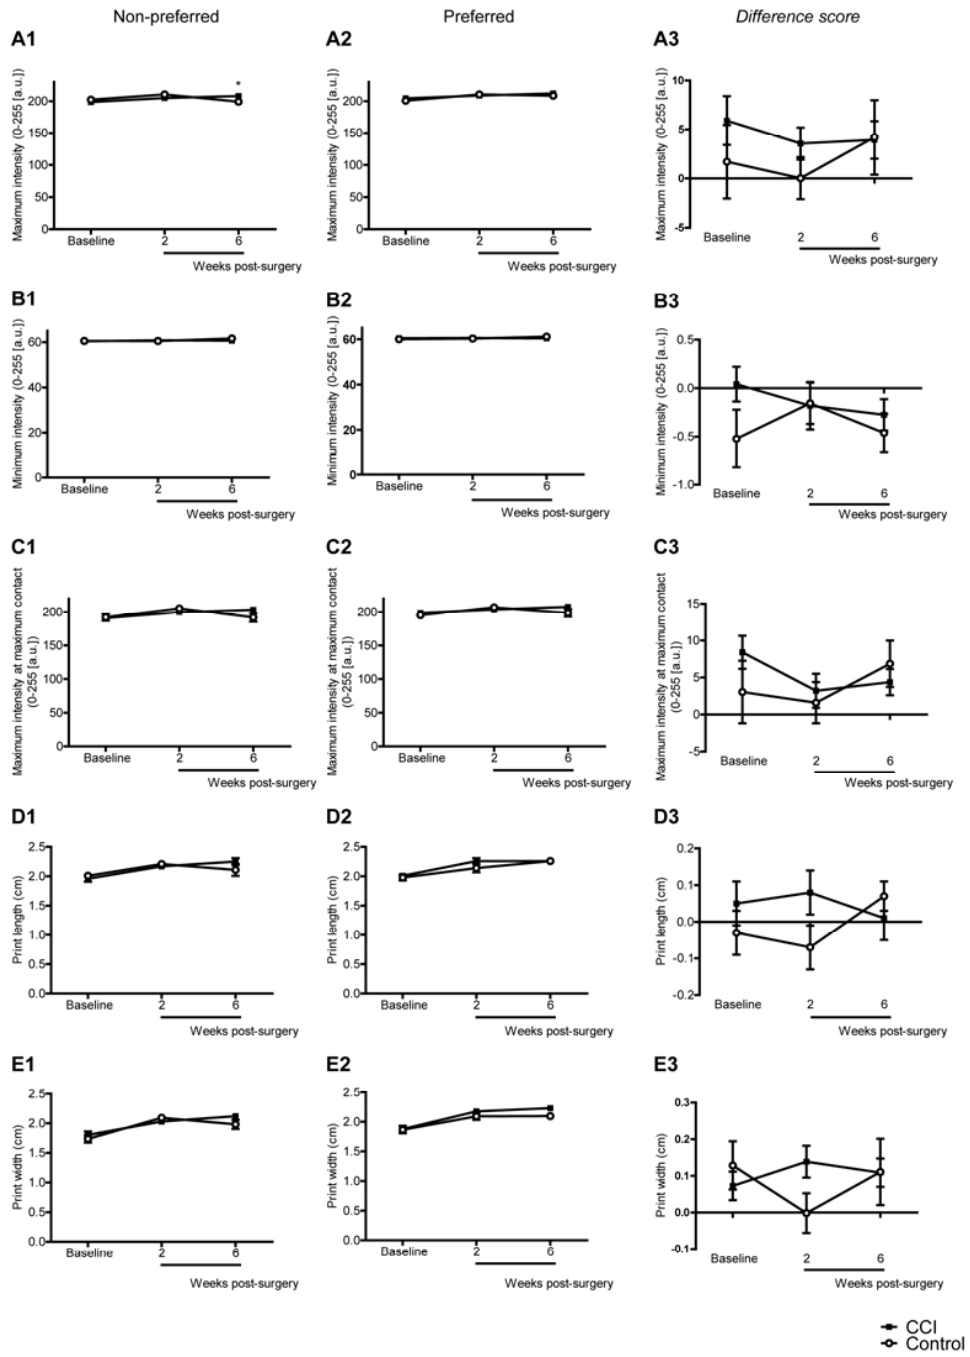 Non-preferred
Preferred
Difference score
A1
A2
A3
Maximum intensity (0-255 [a.u.])
200
150
100
50
0
*
Baseline
2
6
Weeks post-surgery
Maximum intensity (0-255 [a.u.])
200
150
100
50
0
Baseline
2
6
Weeks post-surgery
Maximum intensity (0-255 [a.u.])
10
5
0
-5
Baseline
2
6
Weeks post-surgery
B1
B2
B3
Minimum intensity (0-255 [a.u.])
60
40
20
0
Baseline
2
6
Weeks post-surgery
Minimum intensity (0-255 [a.u.])
60
40
20
0
Baseline
2
6
Weeks post-surgery
Minimum intensity (0-255 [a.u.])
0.5
0.0
-0.5
-1.0
Baseline
2
6
Weeks post-surgery
C1
C2
C3
Maximum intensity at maximum contact
(0-255 [a.u.])
200
150
100
50
0
Baseline
2
6
Weeks post-surgery
Maximum intensity at maximum contact
(0-255 [a.u.])
200
150
100
50
0
Baseline
2
6
Weeks post-surgery
Maximum intensity at maximum contact
(0-255 [a.u.])
15
10
5
0
-5
Baseline
2
6
Weeks post-surgery
D1
D2
D3
Print length (cm)
2.5
2.0
1.5
1.0
0.5
0.0
Baseline
2
6
Weeks post-surgery
Print length (cm)
2.5
2.0
1.5
1.0
0.5
0.0
Baseline
2
6
Weeks post-surgery
Print length (cm)
0.2
0.1
0.0
-0.1
-0.2
Baseline
2
6
Weeks post-surgery
E1
E2
E3
Print width (cm)
2.5
2.0
1.5
1.0
0.5
0.0
Baseline
2
6
Weeks post-surgery
Print width (cm)
2.5
2.0
1.5
1.0
0.5
0.0
Baseline
2
6
Weeks post-surgery
Print width (cm)
0.3
0.2
0.1
0.0
-0.1
Baseline
2
6
Weeks post-surgery
CCI
Control